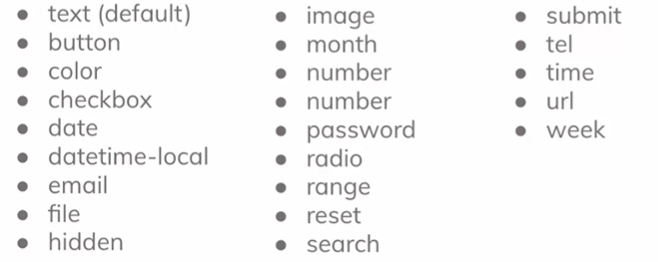 text (default)
button
color
checkbox
date
datetime-local
email
file
hidden
image
month
number
number
password
radio
range
reset
search
submit
tel
time
url
week